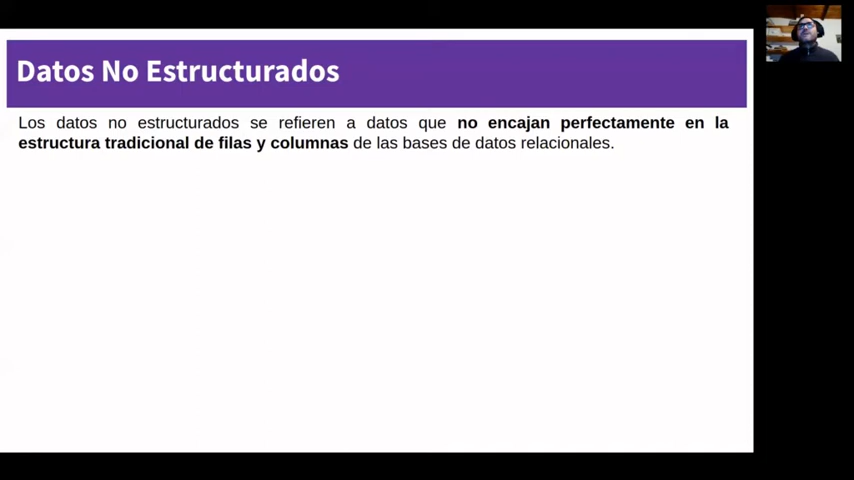 Datos No Estructurados
Los datos no estructurados se refieren a datos que no encajan perfectamente en la
estructura tradicional de filas y columnas de las bases de datos relacionales.